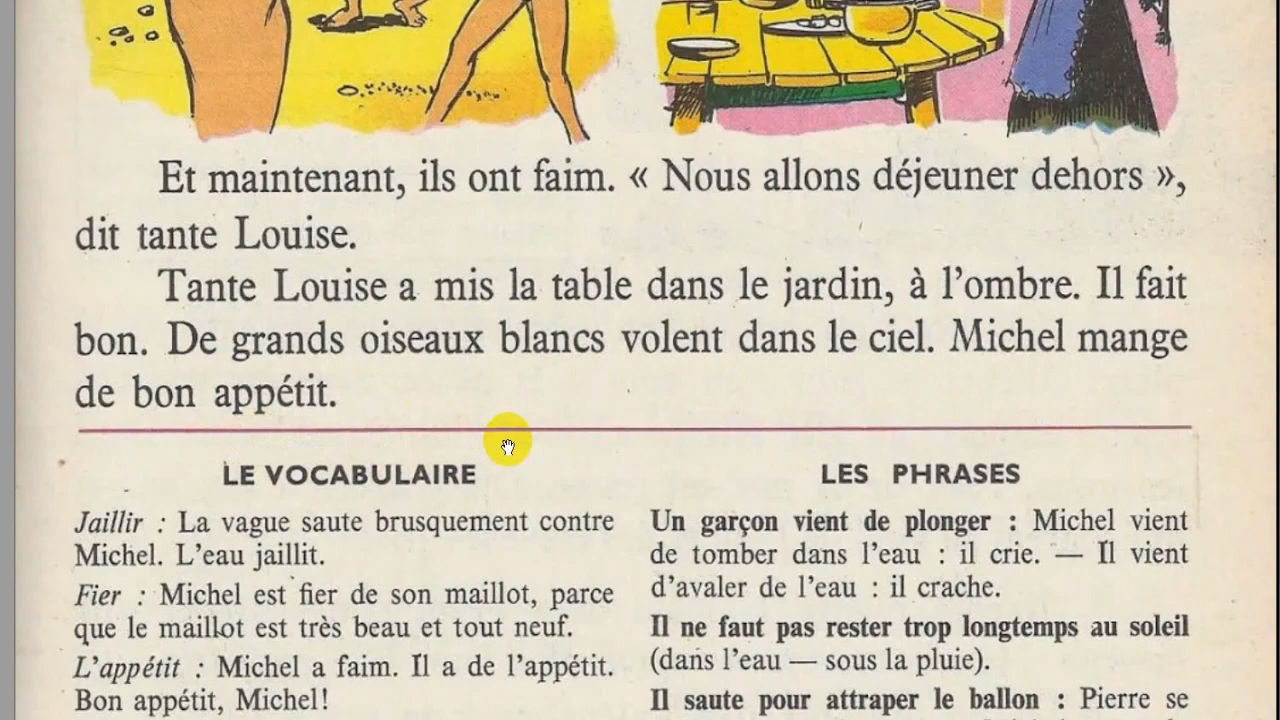 Et maintenant, ils ont faim. « Nous allons déjeuner dehors »,
dit tante Louise.
Tante Louise a mis la table dans le jardin, à l'ombre. Il fait
bon. De grands oiseaux blancs volent dans le ciel. Michel mange
de bon appétit.
LE VOCABULAIRE
Jaillir : La vague saute brusquement contre
Michel. L'eau jaillit.
Fier : Michel est fier de son maillot, parce
que le maillot est très beau et tout neuf.
L'appétit : Michel a faim. Il a de l'appétit.
Bon appétit, Michel!
LES PHRASES
Un garçon vient de plonger : Michel vient
de tomber dans l'eau : il crie. — Il vient
d'avaler de l'eau : il crache.
Il ne faut pas rester trop longtemps au soleil
(dans l'eau — sous la pluie).
Il saute pour attraper le ballon : Pierre se